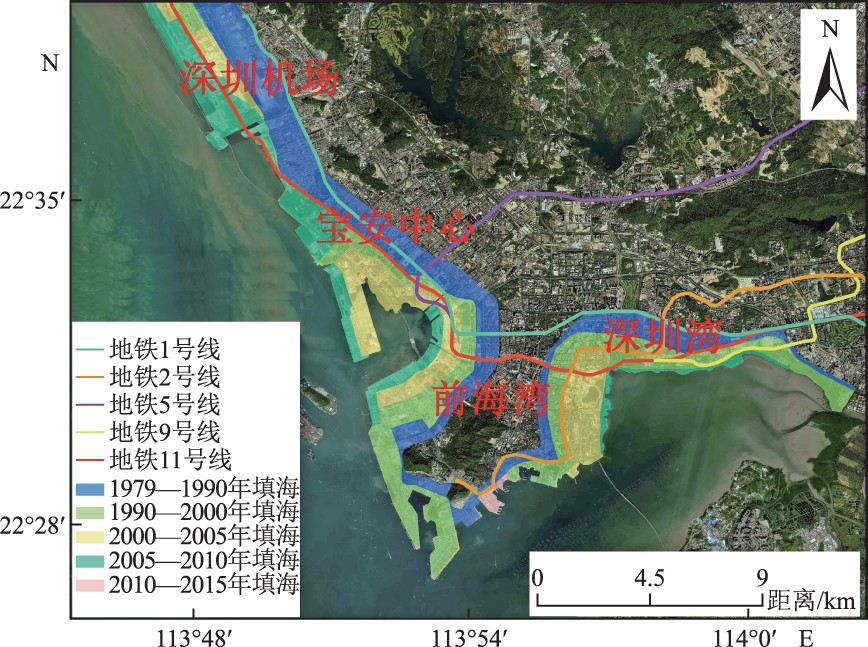 N
N
深圳机场
22°35′
宝安中心
深圳湾
前海湾
地铁1号线
地铁2号线
地铁5号线
地铁9号线
地铁11号线
1979—1990年填海
1990—2000年填海
2000—2005年填海
2005—2010年填海
2010—2015年填海
22°28′
0 4.5 9
距离/km
113°48′ 113°54′ 114°0′ E